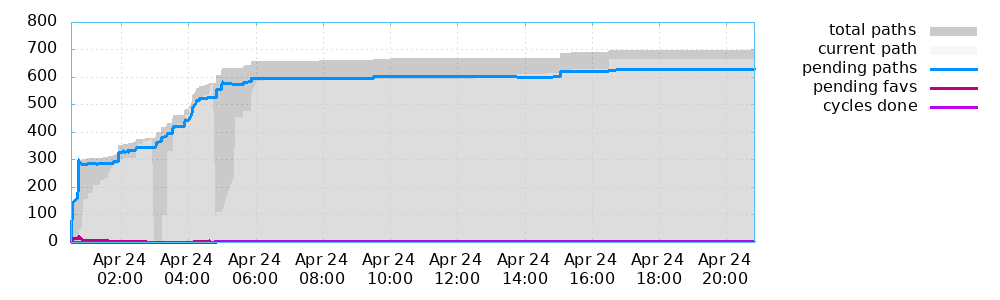 800
700
600
500
400
300
200
100
0
Apr 24 Apr 24 Apr 24 Apr 24 Apr 24 Apr 24 Apr 24 Apr 24 Apr 24 Apr 24
02:00 04:00 06:00 08:00 10:00 12:00 14:00 16:00 18:00 20:00
total paths
current path
pending paths
pending favs
cycles done